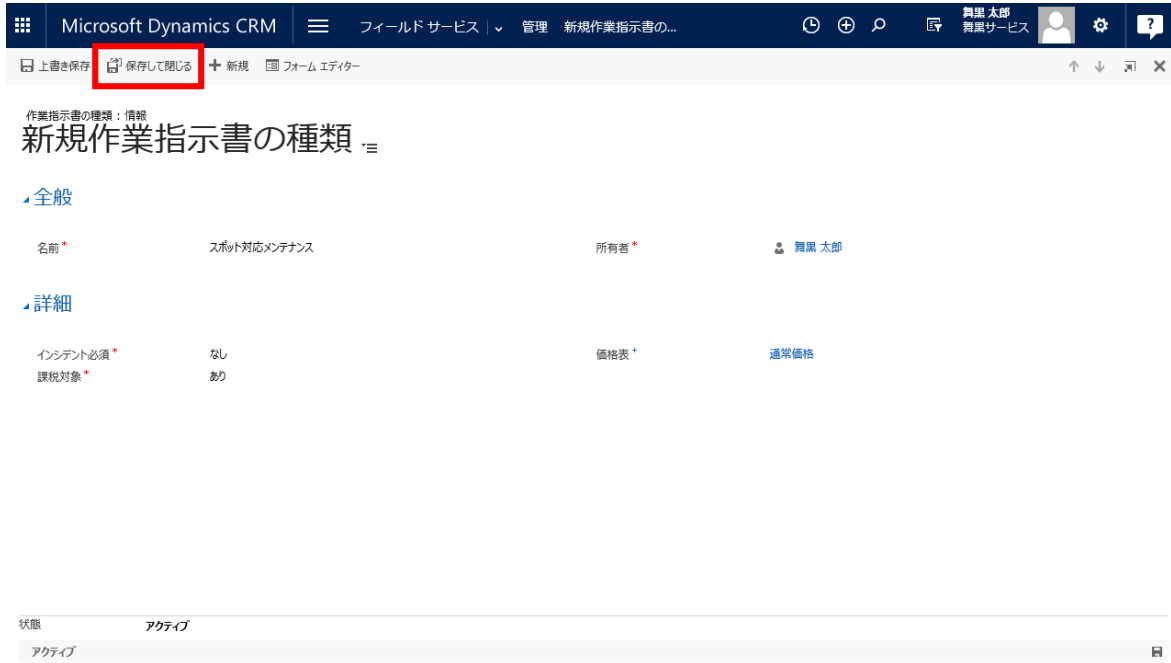 Microsoft Dynamics CRM フィールド サービス 管理 新規作業指示書の... 舞黒 太郎
舞黒サービス
上書き保存 保存して閉じる 新規 フォーム エディター
作業指示書の種類 : 情報
新規作業指示書の種類
全般
名前* スポット対応メンテナンス 所有者* 舞黒 太郎
詳細
インシデント必須* なし 価格表+ 通常価格
課税対象* あり
状態 アクティブ
アクティブ